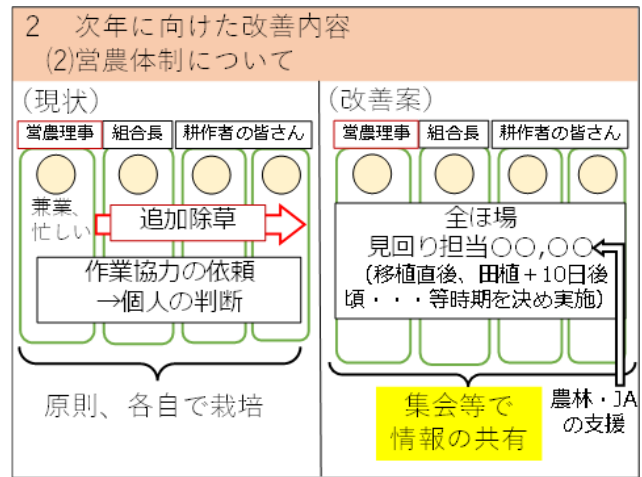 2　次年に向けた改善内容
(2)営農体制について
(現状)
営農理事
組合長
耕作者の皆さん
兼業、
忙しい
追加除草
作業協力の依頼
→個人の判断
原則、各自で栽培
(改善案)
営農理事
組合長
耕作者の皆さん
全ほ場
見回り担当〇〇,〇〇
(移植直後、田植+10日後
頃・・・等時期を決め実施)
集会等で
情報の共有
農林・JA
の支援